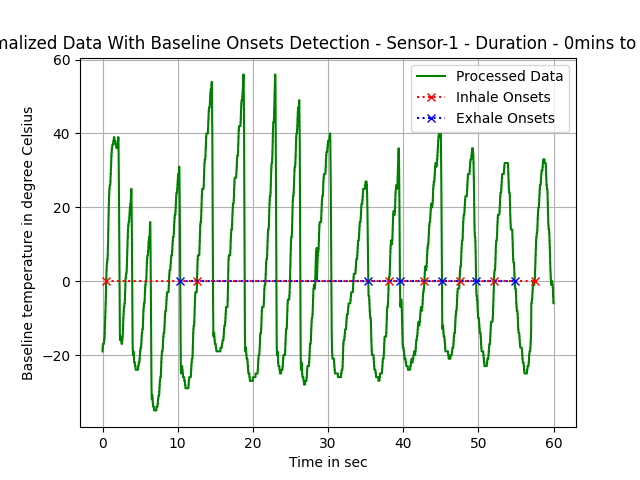 malized Data With Baseline Onsets Detection - Sensor-1 - Duration - 0mins to
60
40
20
0
−20
Baseline temperature in degree Celsius
Processed Data
Inhale Onsets
Exhale Onsets
0 10 20 30 40 50 60
Time in sec